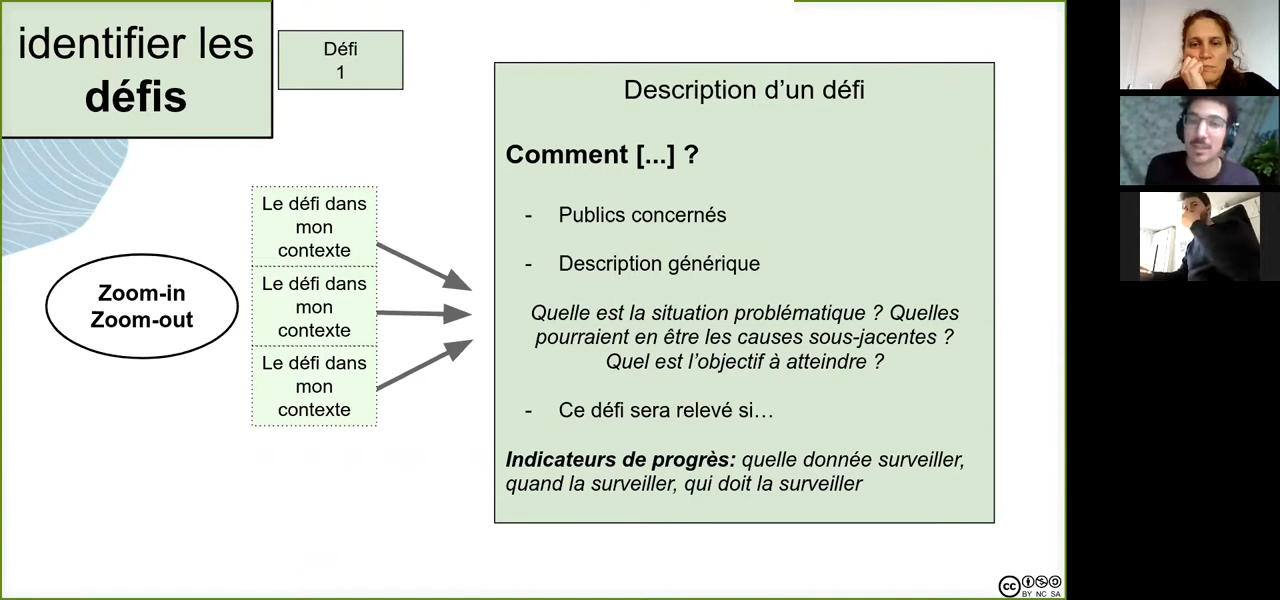 identifier les
défis
Défi
1
Description d’un défi
Comment [...] ?
- Publics concernés
- Description générique
Quelle est la situation problématique ? Quelles
pourraient en être les causes sous-jacentes ?
Quel est l’objectif à atteindre ?
- Ce défi sera relevé si…
Indicateurs de progrès: quelle donnée surveiller,
quand la surveiller, qui doit la surveiller
Zoom-in
Zoom-out
Le défi dans
mon
contexte
Le défi dans
mon
contexte
Le défi dans
mon
contexte
cc
BY NC SA